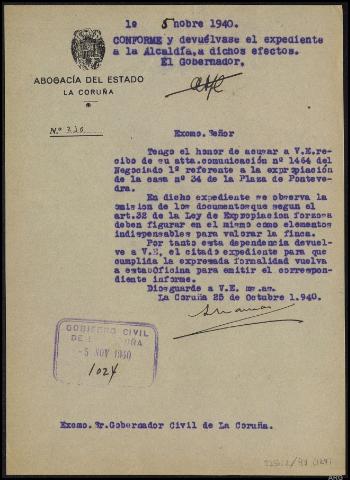 5 nobre 1940.
CONFORME y devuélvase el expediente
a la Alcaldía, a dichos efectos.
El Gobernador,
ABOGACÍA DEL ESTADO
LA CORUÑA
Excmo. Señor
Tengo el honor de acusar a V.E. re-
cibo de su atta. comunicación nº 1464 del
Negociado 1º referente a la expropiación
de la casa nº 34 de la Plaza de Ponteve-
dra.
En dicho expediente se observa la
omision de los documentos que segun el
art. 32 de la Ley de Expropiacion forzosa
deben figurar en el mismo como elementos
indispensables para valorar la finca.
Por tanto esta dependencia devuel-
ve a V.E. el citado expediente para que
cumplida la expresada formalidad vuelva
a esta Oficina para emitir el correspon-
diente informe.
Dios guarde a V.E. ms. as.
La Coruña 25 de Octubre 1.940.
GOBIERNO CIVIL
DE LA CORUÑA
-5 NOV 1940
1024
Excmo. Sr. Gobernador Civil de La Coruña.